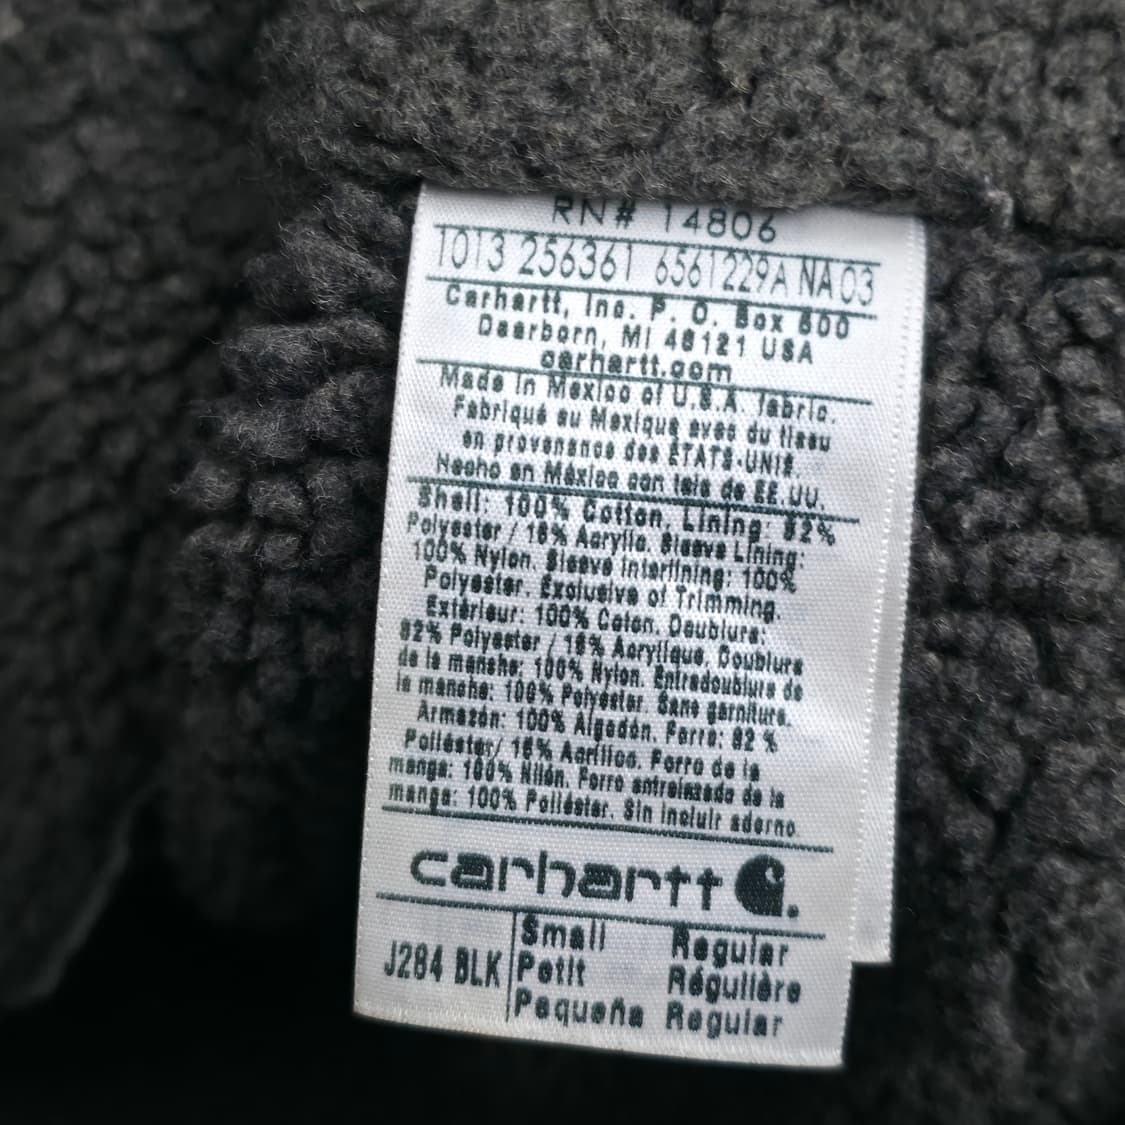 RN# 14806
1013 256361 6561229A NA 03
Carhartt, Inc. P. O. Box 600
Dearborn, MI 48121 USA
carhartt.com
Made in Mexico of U.S.A. fabric.
Fabriqué au Mexique avec du tissu
en provenance des ÉTATS-UNIS.
Hecho en México con tela de EE.UU.
Shell: 100% Cotton, Lining: 82%
Polyester / 18% Acrylic. Sleeve Lining:
100% Nylon. Sleeve Interlining: 100%
Polyester. Exclusive of Trimming.
Extérieur: 100% Coton. Doublure:
82% Polyester / 18% Acrylique. Doublure
de la manche: 100% Nylon. Entredoublure de
la manche: 100% Polyester. Sans garniture.
Armazón: 100% Algodón. Forro: 82 %
Poliéster/ 18% Acrílico. Forro de la
manga: 100% Nilón. Forro entrelazado de la
manga: 100% Poliéster. Sin incluir adorno.
carhartt
J284 BLK
Small Regular
Petit Régulière
Pequeña Regular